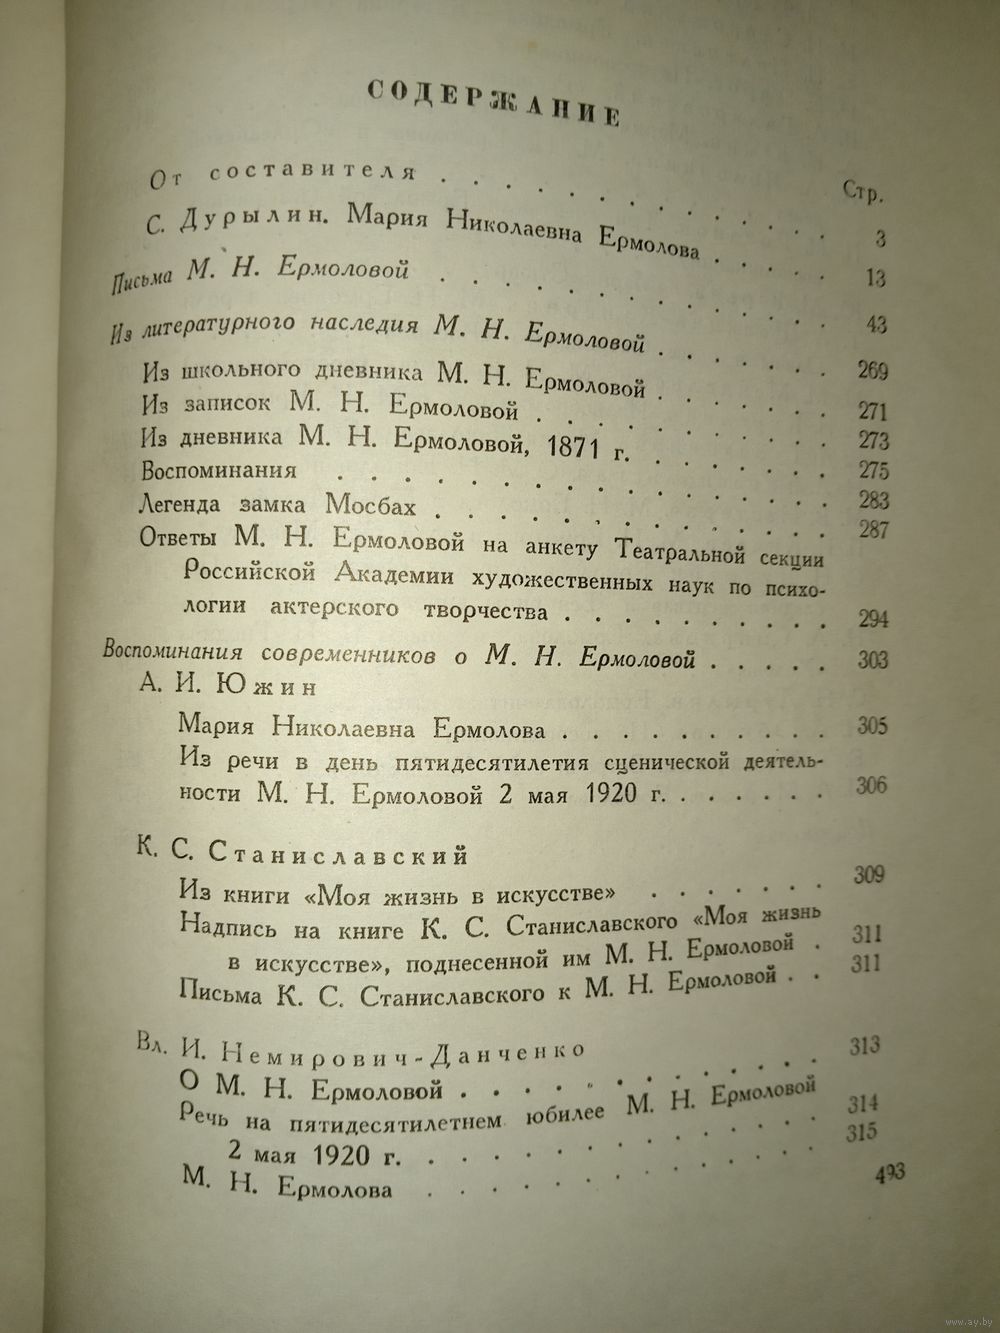 СОДЕРЖАНИЕ
Стр.
От составителя . . . . . . . . . . . . . 3
С. Дурылин. Мария Николаевна Ермолова . . . . . 13
Письма М. Н. Ермоловой . . . . . . . . . . . . . 43
Из литературного наследия М. Н. Ермоловой . . . . . . 269
Из школьного дневника М. Н. Ермоловой . . . . . . 271
Из записок М. Н. Ермоловой . . . . . . . . . . 273
Из дневника М. Н. Ермоловой, 1871 г. . . . . . . . 275
Воспоминания . . . . . . . . . . . . . . . . . 283
Легенда замка Мосбах . . . . . . . . . . . . . . 287
Ответы М. Н. Ермоловой на анкету Театральной секции
Российской Академии художественных наук по психо-
логии актерского творчества . . . . . . . . . . 294
Воспоминания современников о М. Н. Ермоловой . . . . . 303
А. И. Южин
Мария Николаевна Ермолова . . . . . . . . . . 305
Из речи в день пятидесятилетия сценической деятель-
ности М. Н. Ермоловой 2 мая 1920 г. . . . . . . 306
К. С. Станиславский
Из книги «Моя жизнь в искусстве» . . . . . . . 309
Надпись на книге К. С. Станиславского «Моя жизнь
в искусстве», поднесенной им М. Н. Ермоловой . 311
Письма К. С. Станиславского к М. Н. Ермоловой . . 311
Вл. И. Немирович-Данченко
О М. Н. Ермоловой . . . . . . . . . . . . . 313
Речь на пятидесятилетнем юбилее М. Н. Ермоловой
2 мая 1920 г. . . . . . . . . . . . . . . 314
М. Н. Ермолова . . . . . . . . . . . . . 315
493
www.ay.by